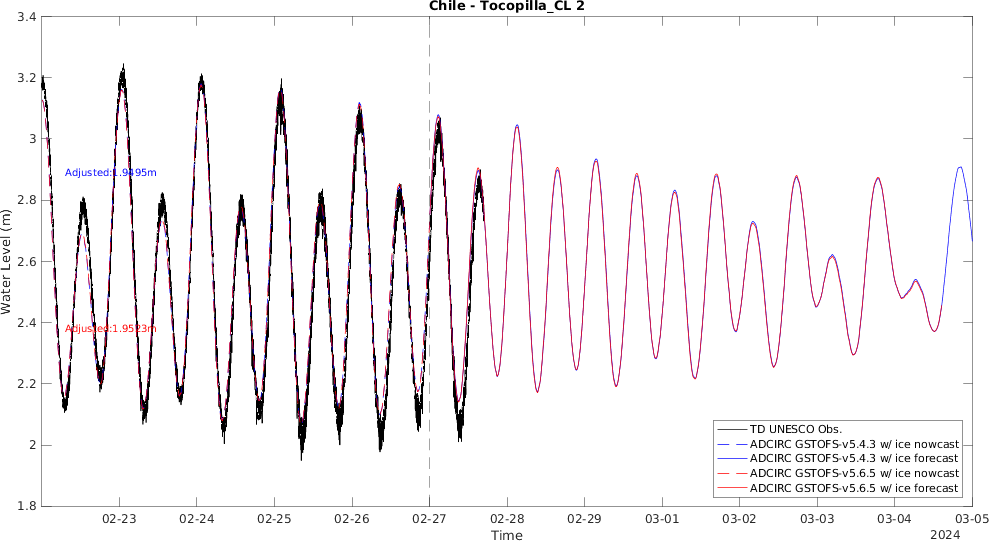 Chile - Tocopilla_CL 2
3.4
3.2
3
2.8
2.6
2.4
2.2
2
1.8
Water Level (m)
Adjusted:1.9495m
Adjusted:1.9523m
TD UNESCO Obs.
ADCIRC GSTOFS-v5.4.3 w/ ice nowcast
ADCIRC GSTOFS-v5.4.3 w/ ice forecast
ADCIRC GSTOFS-v5.6.5 w/ ice nowcast
ADCIRC GSTOFS-v5.6.5 w/ ice forecast
02-23 02-24 02-25 02-26 02-27 02-28 02-29 03-01 03-02 03-03 03-04 03-05
Time
2024